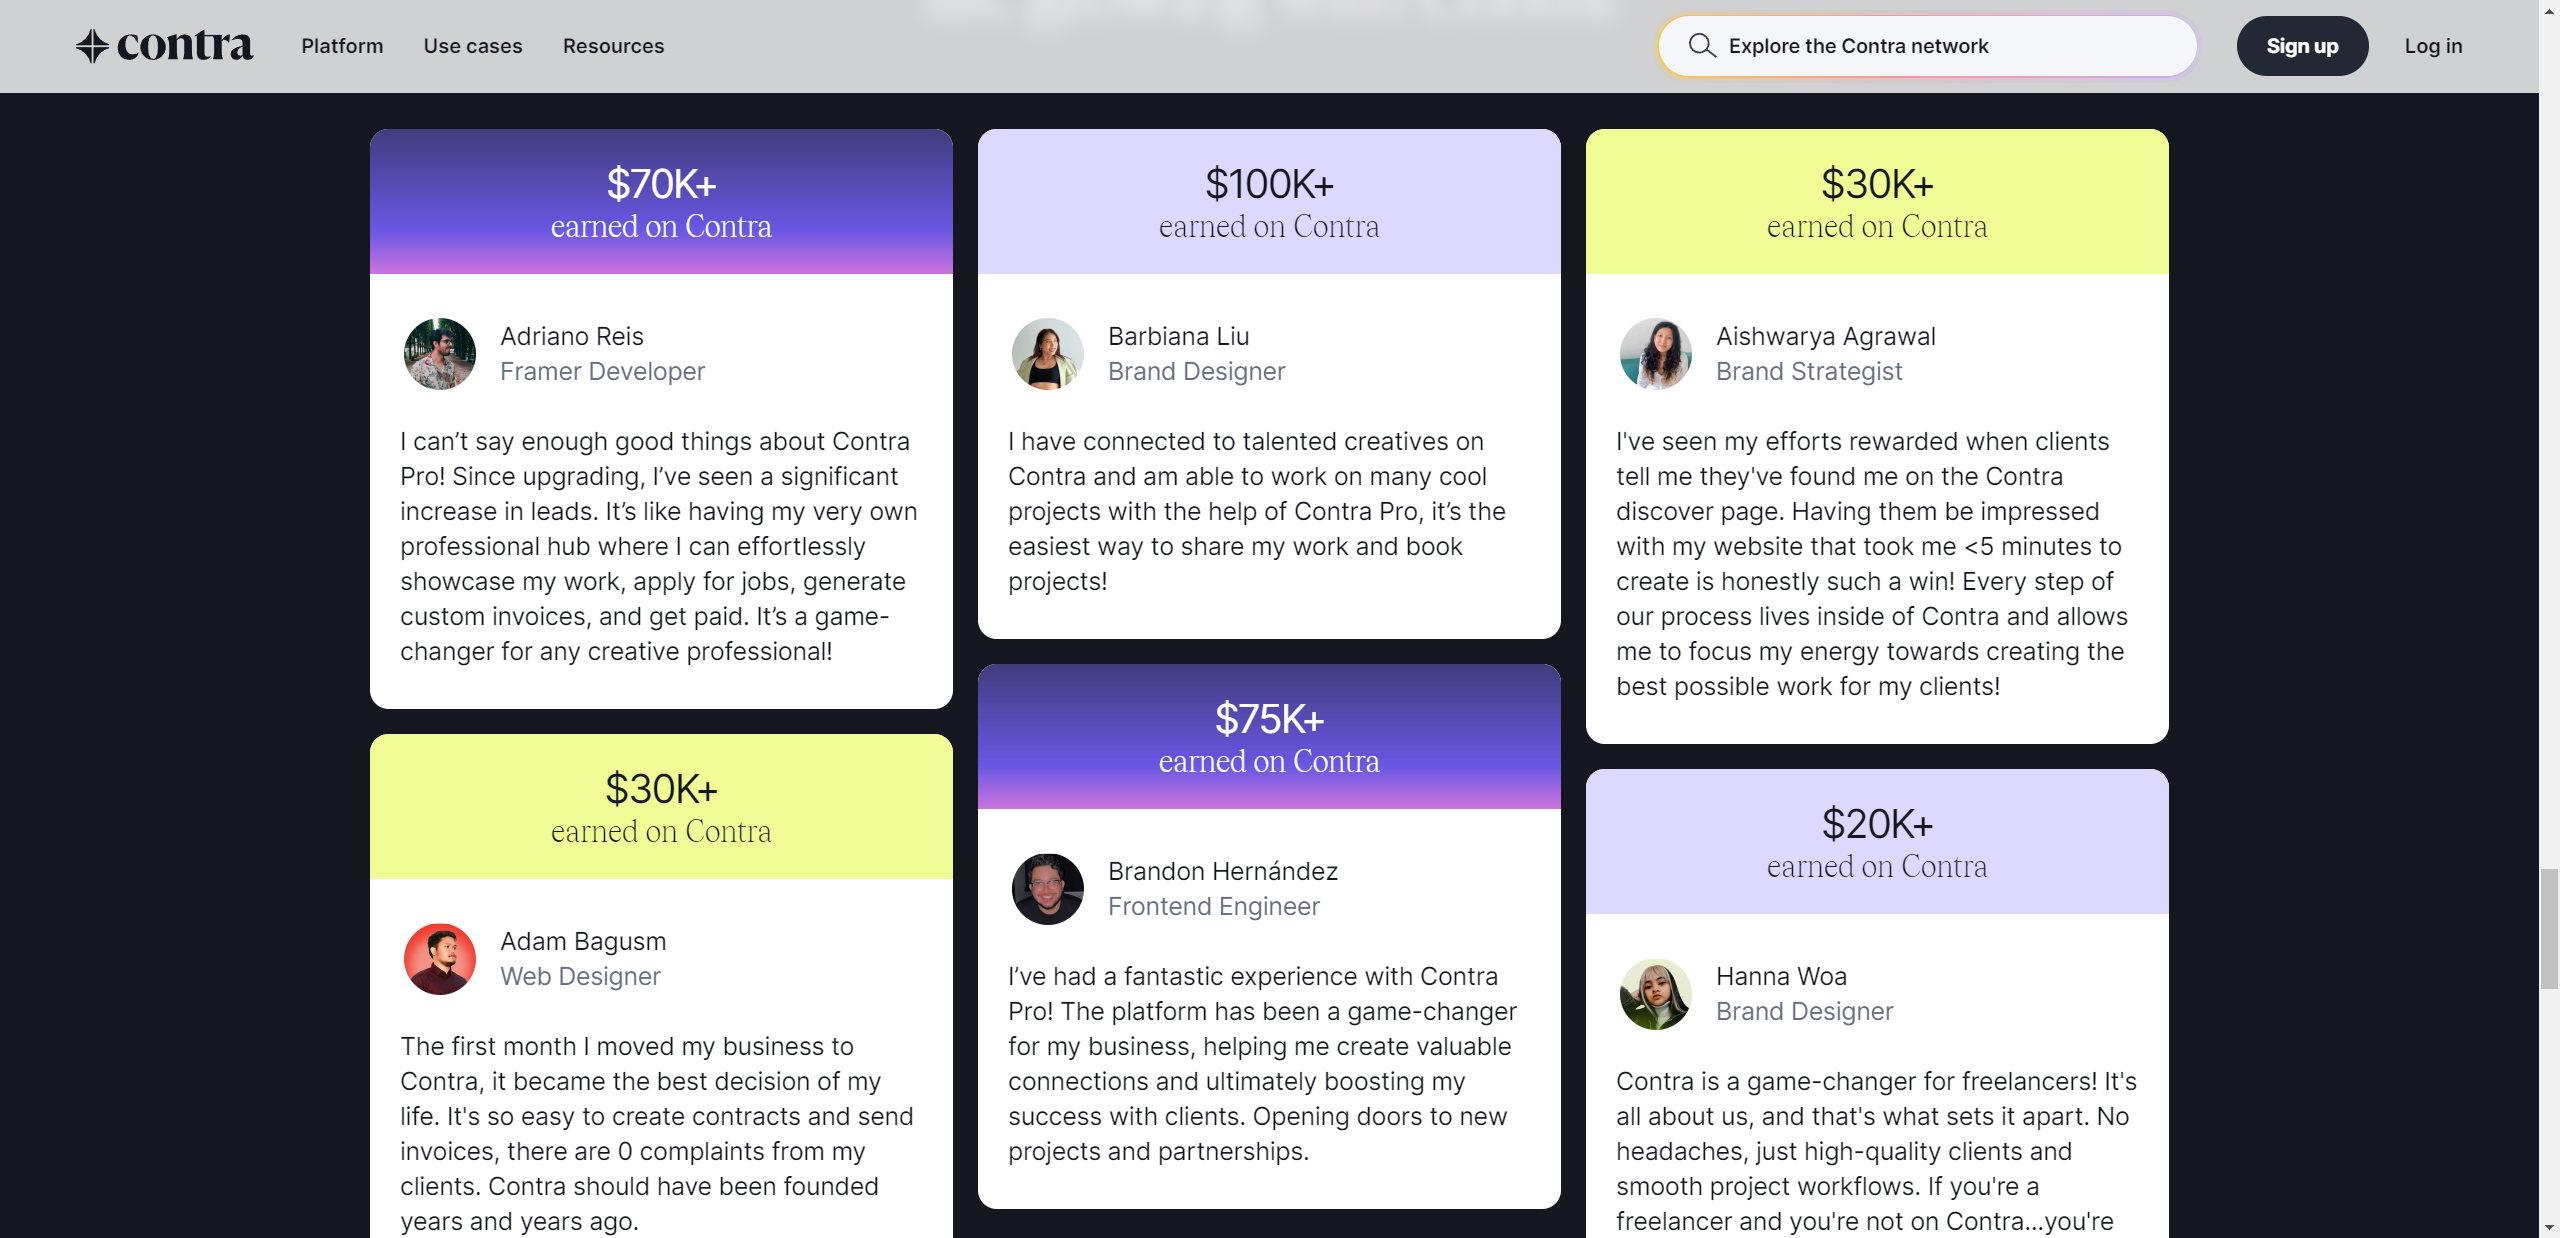 contra
Platform
Use cases
Resources
Explore the Contra network
Sign up
Log in
$70K+
earned on Contra
Adriano Reis
Framer Developer
I can’t say enough good things about Contra
Pro! Since upgrading, I’ve seen a significant
increase in leads. It’s like having my very own
professional hub where I can effortlessly
showcase my work, apply for jobs, generate
custom invoices, and get paid. It’s a game-
changer for any creative professional!
$30K+
earned on Contra
Adam Bagusm
Web Designer
The first month I moved my business to
Contra, it became the best decision of my
life. It's so easy to create contracts and send
invoices, there are 0 complaints from my
clients. Contra should have been founded
years and years ago.
$100K+
earned on Contra
Barbiana Liu
Brand Designer
I have connected to talented creatives on
Contra and am able to work on many cool
projects with the help of Contra Pro, it’s the
easiest way to share my work and book
projects!
$75K+
earned on Contra
Brandon Hernández
Frontend Engineer
I’ve had a fantastic experience with Contra
Pro! The platform has been a game-changer
for my business, helping me create valuable
connections and ultimately boosting my
success with clients. Opening doors to new
projects and partnerships.
$30K+
earned on Contra
Aishwarya Agrawal
Brand Strategist
I've seen my efforts rewarded when clients
tell me they've found me on the Contra
discover page. Having them be impressed
with my website that took me <5 minutes to
create is honestly such a win! Every step of
our process lives inside of Contra and allows
me to focus my energy towards creating the
best possible work for my clients!
$20K+
earned on Contra
Hanna Woa
Brand Designer
Contra is a game-changer for freelancers! It's
all about us, and that's what sets it apart. No
headaches, just high-quality clients and
smooth project workflows. If you're a
freelancer and you're not on Contra...you're